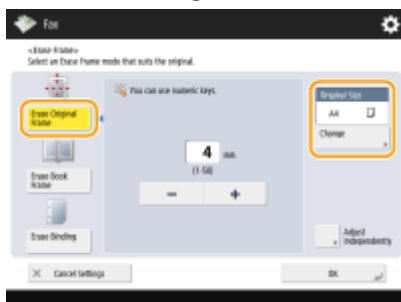 Fax
<Erase Frame>
Select an Erase Frame mode that suits the original.
Erase Original
Frame
You can use numeric keys.
Original Size
A4
Change
4 mm
(1-50)
Erase Book
Frame
- +
Erase Binding
Adjust
Independently
Cancel Settings
OK